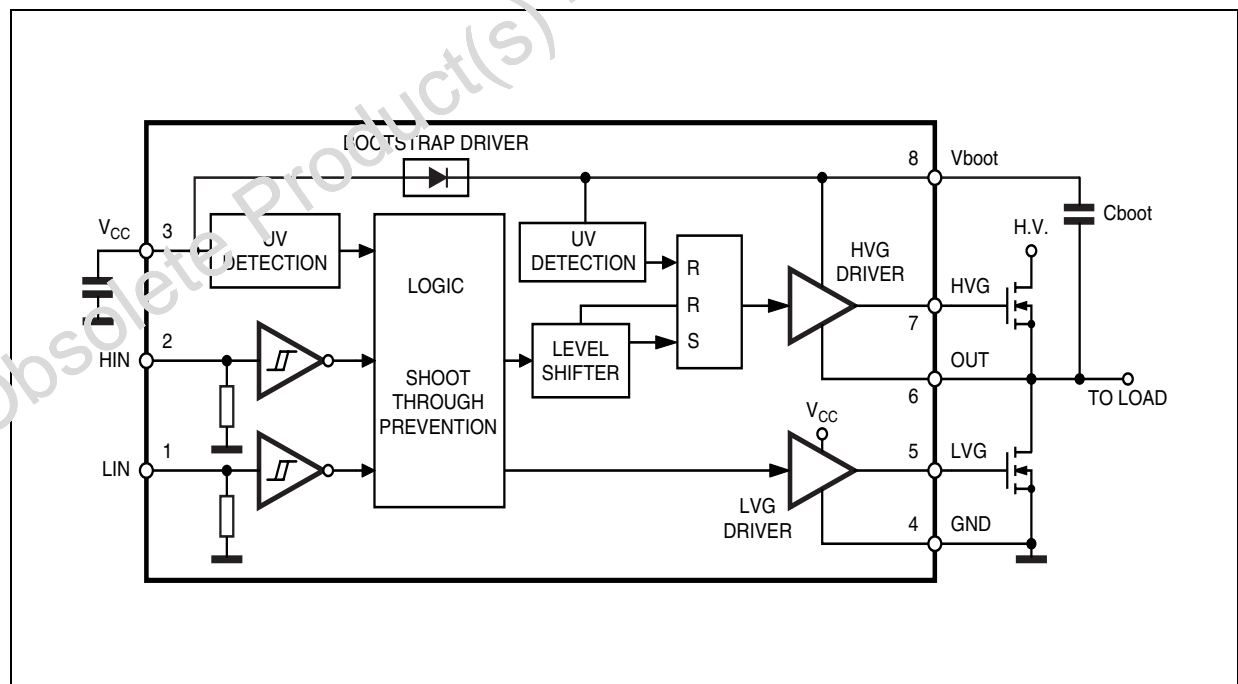 Obsolete Product(s)
BOOTSTRAP DRIVER
8
Vboot
Cboot
H.V.
VCC
3
UV
DETECTION
LOGIC
UV
DETECTION
R
R
S
HVG
DRIVER
HVG
7
HIN
2
LEVEL
SHIFTER
SHOOT
THROUGH
PREVENTION
OUT
6
TO LOAD
VCC
LIN
1
5
LVG
LVG
DRIVER
4
GND